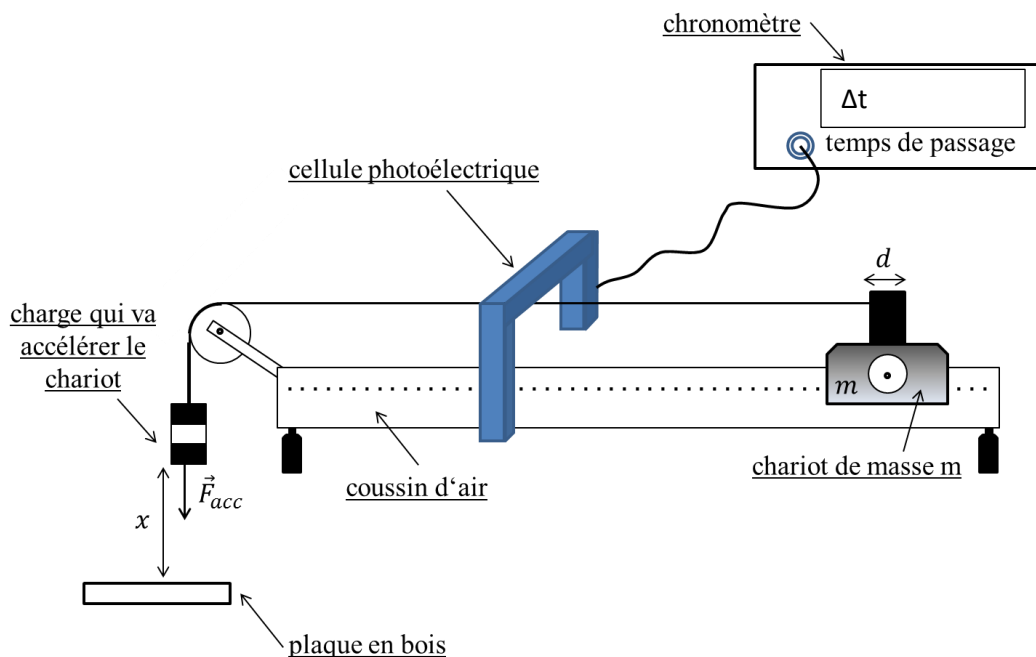 chronomètre
Δt
temps de passage
cellule photoélectrique
d
charge qui va
accélérer le
chariot
m
chariot de masse m
coussin d‘air
F⃗acc
x
plaque en bois